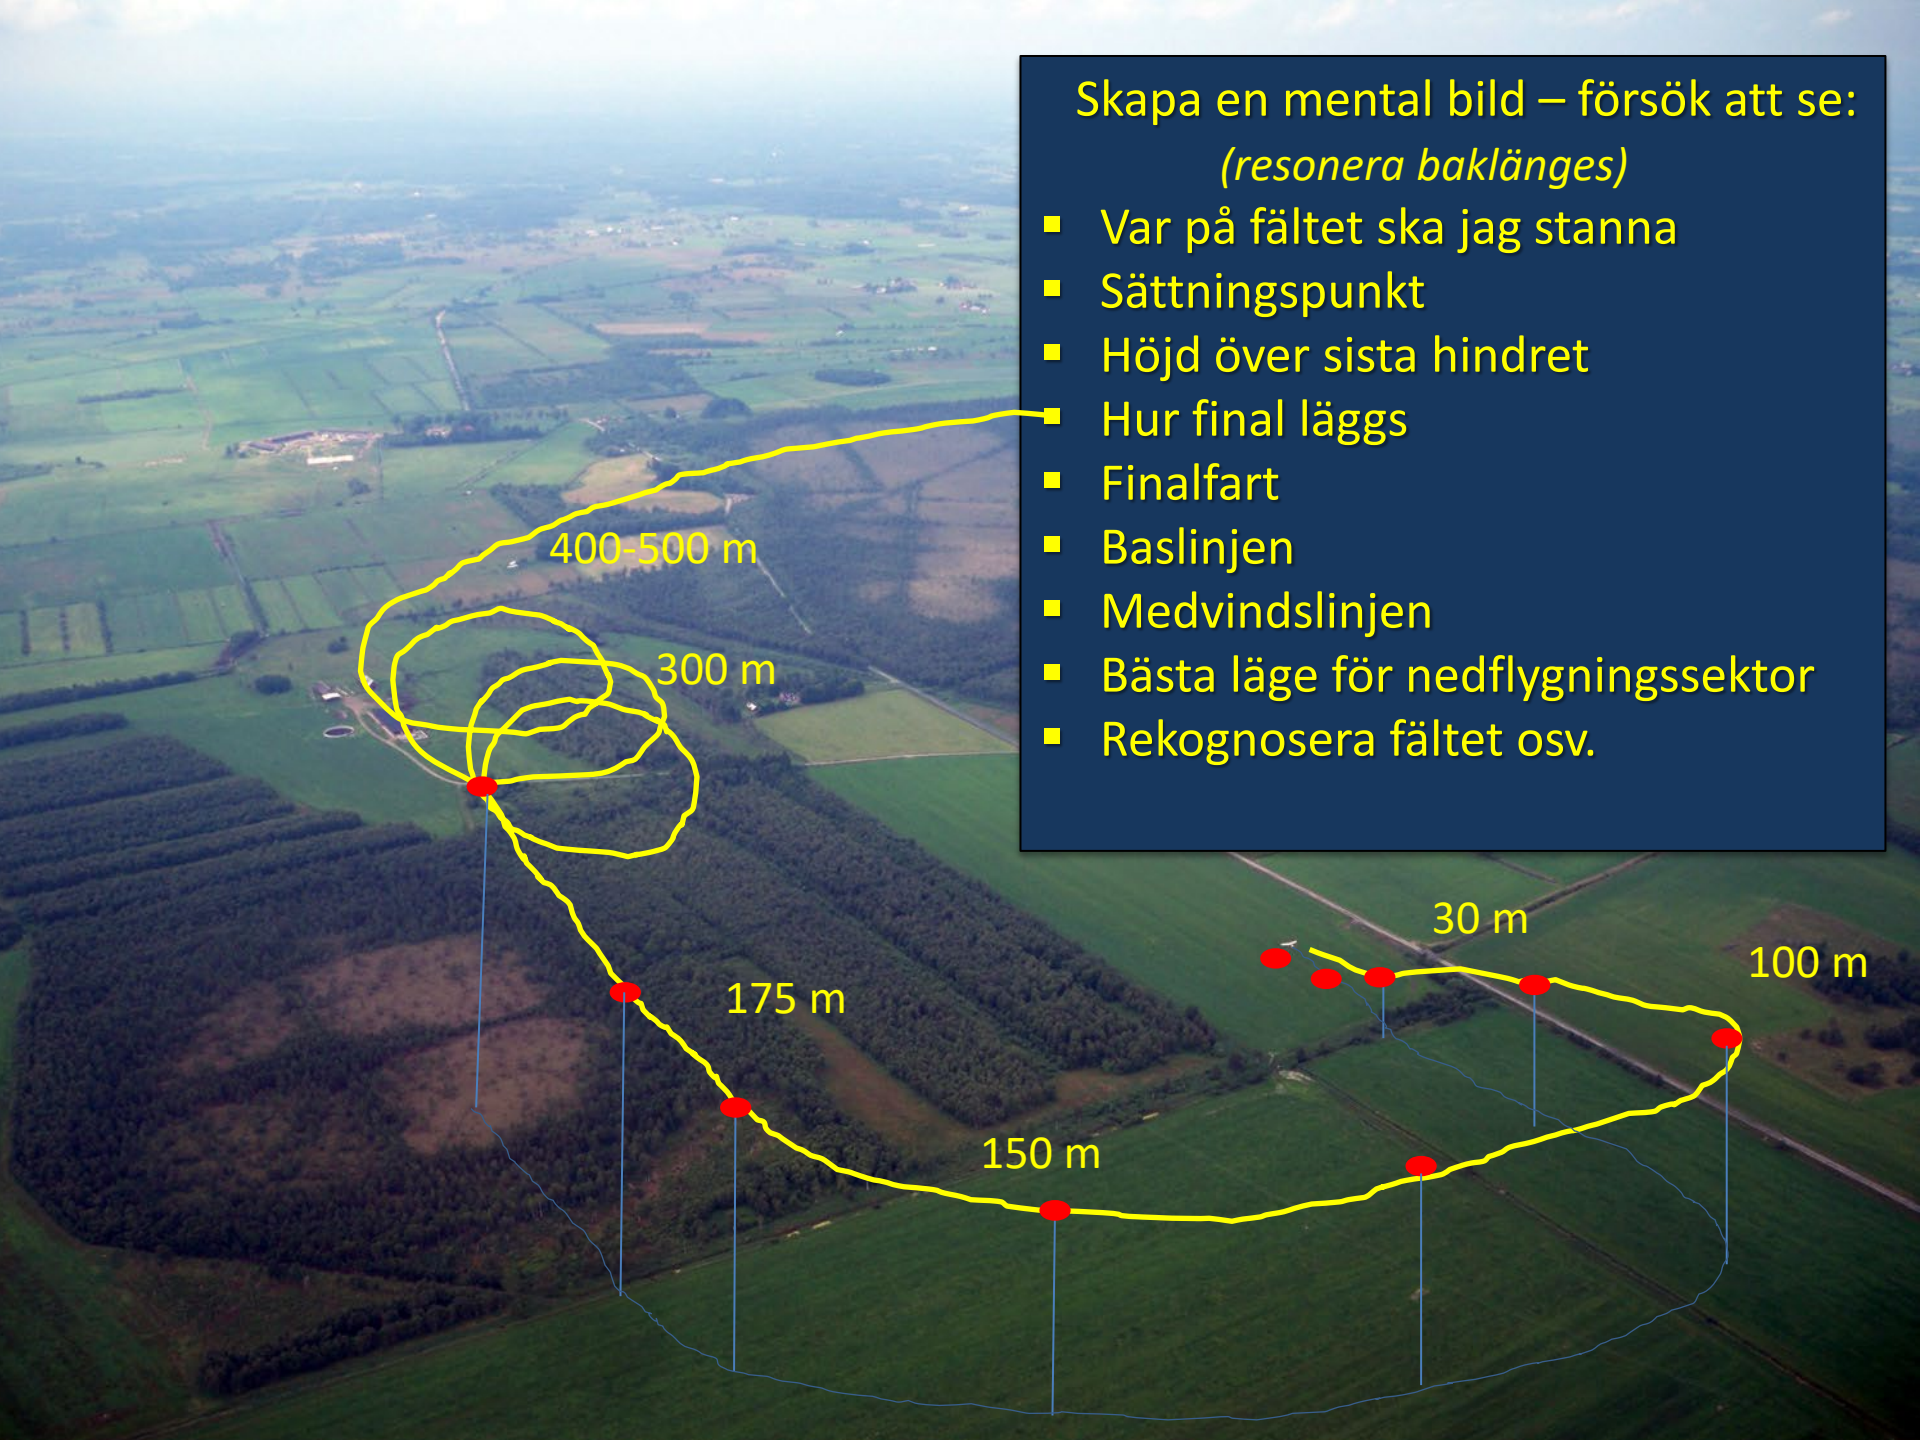 Skapa en mental bild – försök att se:
(resonera baklänges)
Var på fältet ska jag stanna
Sättningspunkt
Höjd över sista hindret
Hur final läggs
Finalfart
Baslinjen
Medvindslinjen
Bästa läge för nedflygningssektor
Rekognosera fältet osv.
400-500 m
300 m
30 m
100 m
175 m
150 m